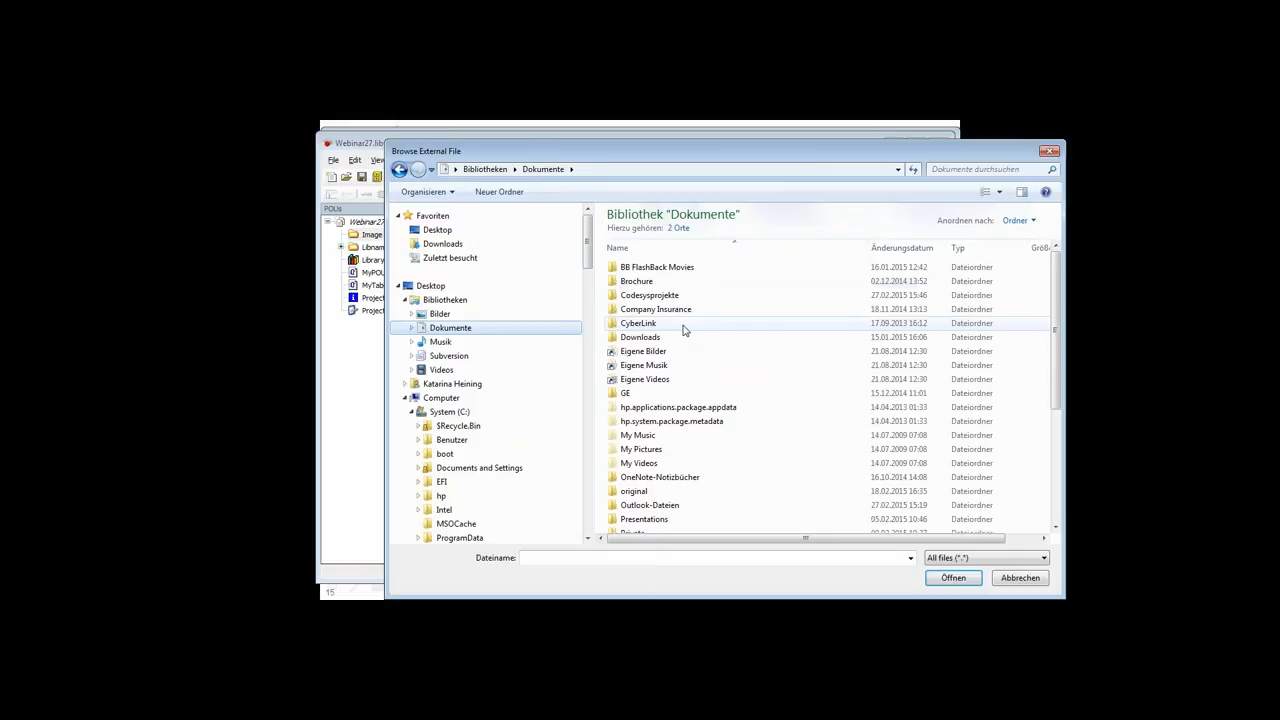 Webinar27.lib
File Edit View
POUs
Webinar27
Image
Libname
Library
MyPOU
MyTab
Project
Project
15
Browse External File
Bibliotheken Dokumente
Dokumente durchsuchen
Organisieren Neuer Ordner
Favoriten
Desktop
Downloads
Zuletzt besucht
Desktop
Bibliotheken
Bilder
Dokumente
Musik
Subversion
Videos
Katarina Heining
Computer
System (C:)
$Recycle.Bin
Benutzer
boot
Documents and Settings
EFI
hp
Intel
MSOCache
ProgramData
Bibliothek "Dokumente"
Hierzu gehören: 2 Orte
Anordnen nach: Ordner
Name Änderungsdatum Typ Größ
BB FlashBack Movies 16.01.2015 12:42 Dateiordner
Brochure 02.12.2014 13:52 Dateiordner
Codesysprojekte 27.02.2015 15:46 Dateiordner
Company Insurance 18.11.2014 13:13 Dateiordner
CyberLink 17.09.2013 16:12 Dateiordner
Downloads 15.01.2015 16:06 Dateiordner
Eigene Bilder 21.08.2014 12:30 Dateiordner
Eigene Musik 21.08.2014 12:30 Dateiordner
Eigene Videos 21.08.2014 12:30 Dateiordner
GE 15.12.2014 11:01 Dateiordner
hp.applications.package.appdata 14.04.2013 01:33 Dateiordner
hp.system.package.metadata 14.04.2013 01:33 Dateiordner
My Music 14.07.2009 07:08 Dateiordner
My Pictures 14.07.2009 07:08 Dateiordner
My Videos 14.07.2009 07:08 Dateiordner
OneNote-Notizbücher 16.10.2014 14:08 Dateiordner
original 18.02.2015 16:35 Dateiordner
Outlook-Dateien 27.02.2015 15:19 Dateiordner
Presentations 05.02.2015 10:46 Dateiordner
Dateiname:
All files (*.*)
Öffnen Abbrechen